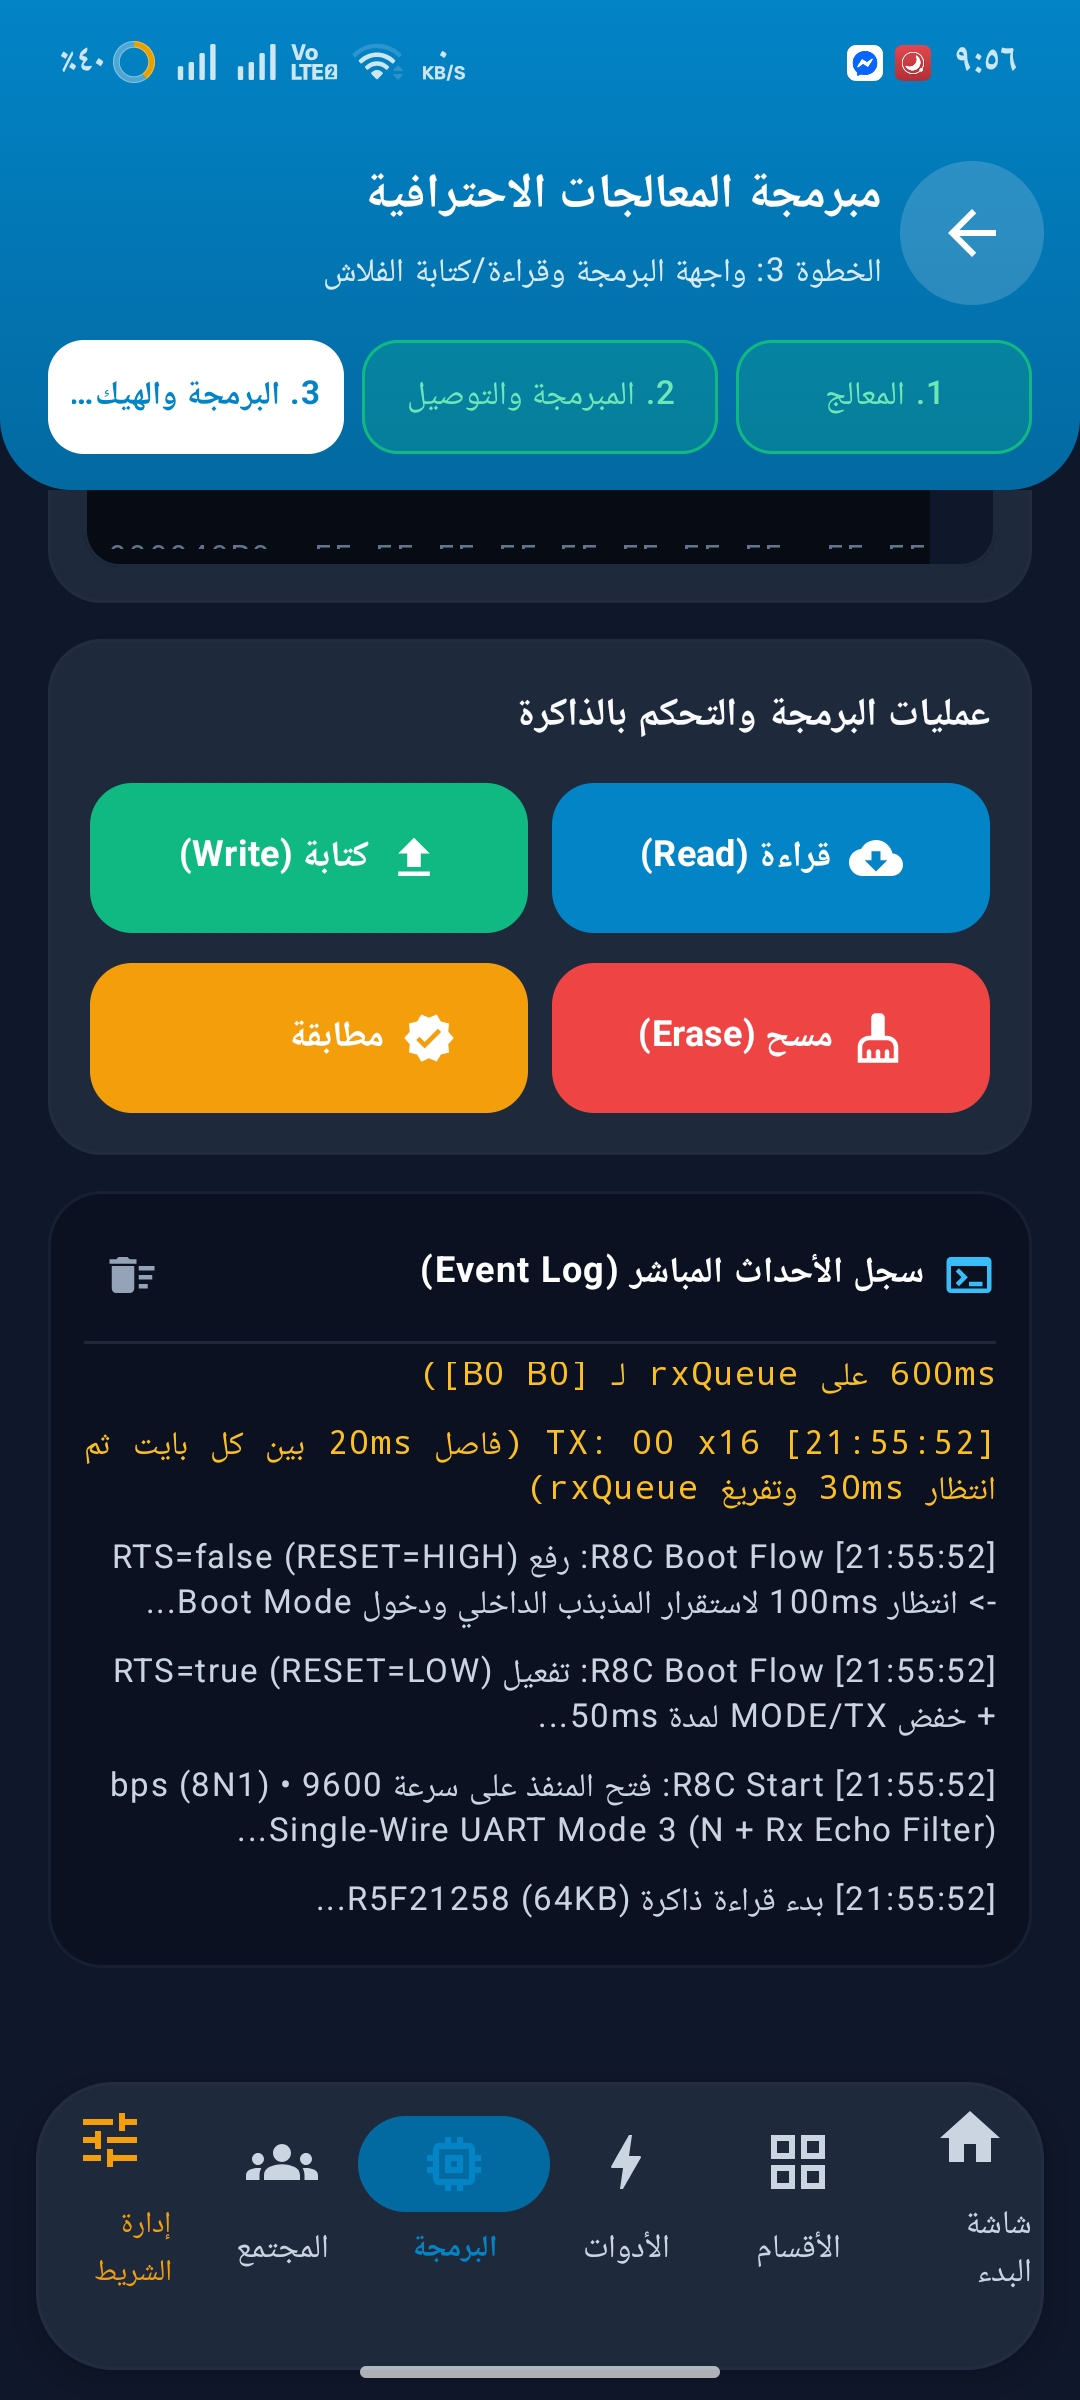 ٩:٥٦
٠
KB/S
Vo
LTE2
٪٤٠
مبرمجة المعالجات الاحترافية
الخطوة 3: واجهة البرمجة وقراءة/كتابة الفلاش
1. المعالج
2. المبرمجة والتوصيل
3. البرمجة والهيك...
عمليات البرمجة والتحكم بالذاكرة
قراءة (Read)
كتابة (Write)
مسح (Erase)
مطابقة
سجل الأحداث المباشر (Event Log)
600ms على rxQueue لـ [B0 B0])
[21:55:52] TX: 00 x16 (فاصل 20ms بين كل بايت ثم
انتظار 30ms وتفريغ rxQueue)
[21:55:52] R8C Boot Flow: رفع RTS=false (RESET=HIGH)
-> انتظار 100ms لاستقرار المذبذب الداخلي ودخول Boot Mode...
[21:55:52] R8C Boot Flow: تفعيل RTS=true (RESET=LOW)
+ خفض MODE/TX لمدة 50ms...
[21:55:52] R8C Start: فتح المنفذ على سرعة 9600 bps (8N1) •
Single-Wire UART Mode 3 (N + Rx Echo Filter)...
[21:55:52] بدء قراءة ذاكرة R5F21258 (64KB)...
شاشة
البدء
الأقسام
الأدوات
البرمجة
المجتمع
إدارة
الشريط